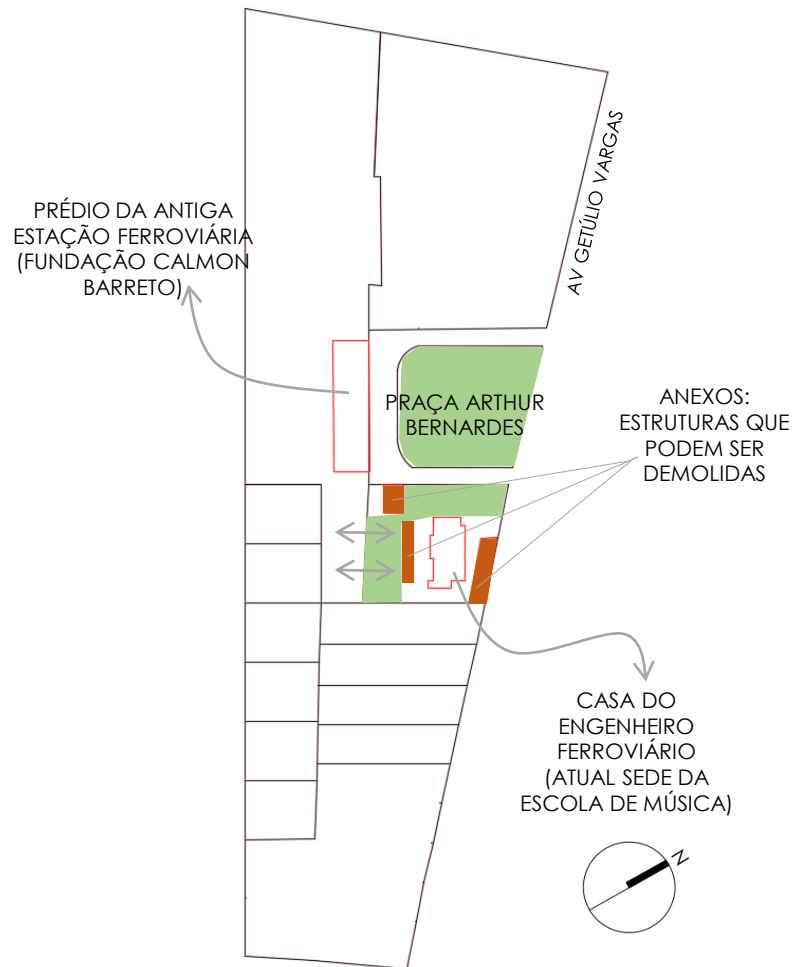 AV GETÚLIO VARGAS
PRÉDIO DA ANTIGA
ESTAÇÃO FERROVIÁRIA
(FUNDAÇÃO CALMON
BARRETO)
PRAÇA ARTHUR
BERNARDES
ANEXOS:
ESTRUTURAS QUE
PODEM SER
DEMOLIDAS
CASA DO
ENGENHEIRO
FERROVIÁRIO
(ATUAL SEDE DA
ESCOLA DE MÚSICA)
N